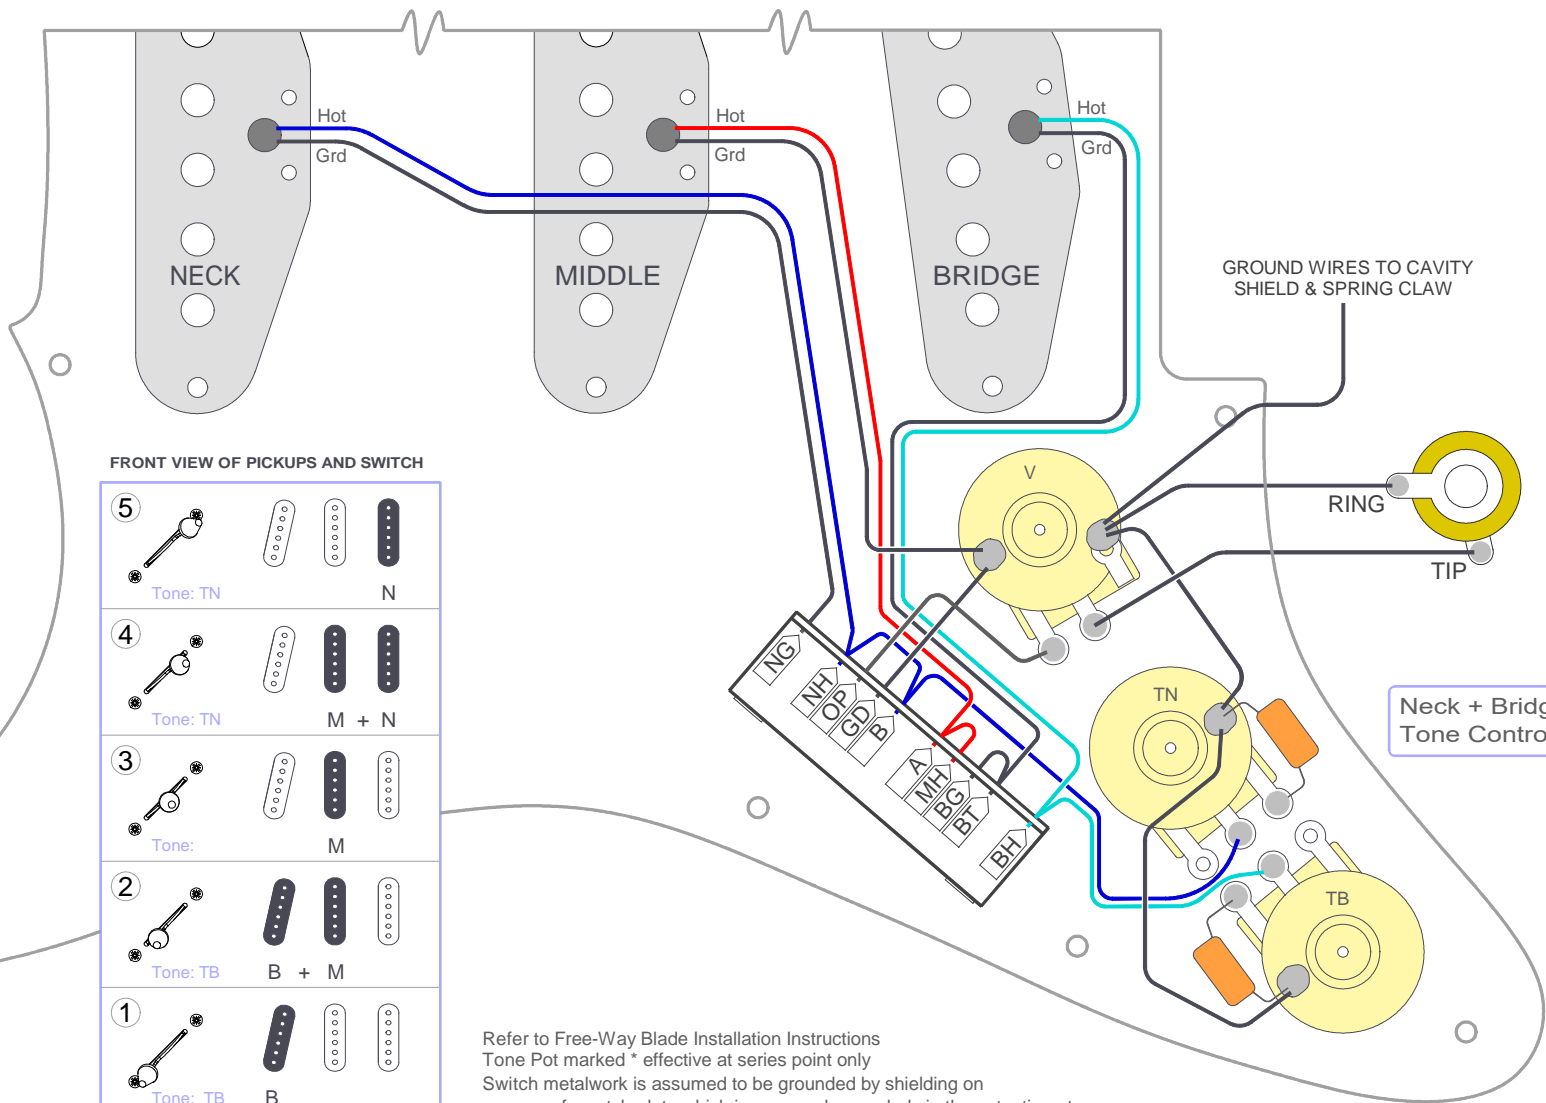 Hot
Grd
Hot
Grd
Hot
Grd
NECK
MIDDLE
BRIDGE
GROUND WIRES TO CAVITY
SHIELD & SPRING CLAW
V
RING
TIP
FRONT VIEW OF PICKUPS AND SWITCH
5
Tone: TN
N
4
Tone: TN
M + N
3
Tone:
M
2
Tone: TB
B + M
1
Tone: TB
B
NG
NH
OP
GD
B
A
MH
BG
BT
BH
TN
TB
Neck + Bridg
Tone Contro
Refer to Free-Way Blade Installation Instructions
Tone Pot marked * effective at series point only
Switch metalwork is assumed to be grounded by shielding on